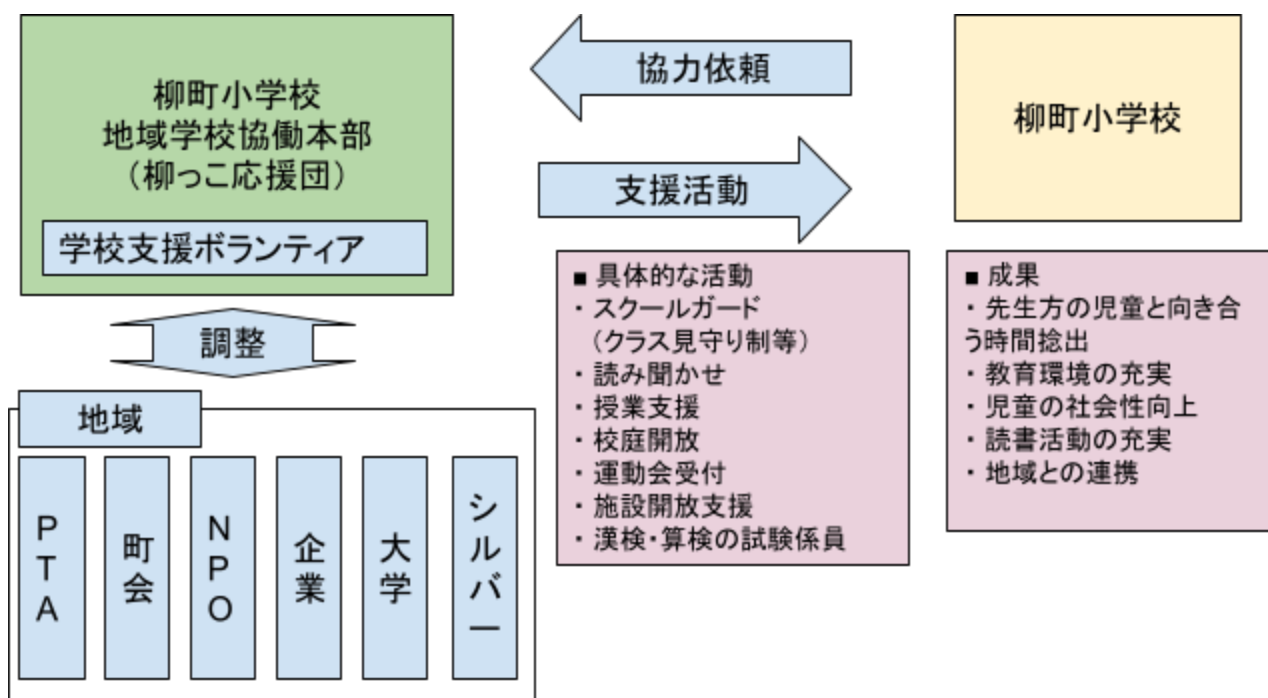 柳町小学校
地域学校協働本部
（柳っこ応援団）
学校支援ボランティア
協力依頼
支援活動
柳町小学校
調整
地域
PTA
町会
NPO
企業
大学
シルバー
■ 具体的な活動
・スクールガード
（クラス見守り制等）
・読み聞かせ
・授業支援
・校庭開放
・運動会受付
・施設開放支援
・漢検・算検の試験係員
■ 成果
・先生方の児童と向き合
う時間捻出
・教育環境の充実
・児童の社会性向上
・読書活動の充実
・地域との連携